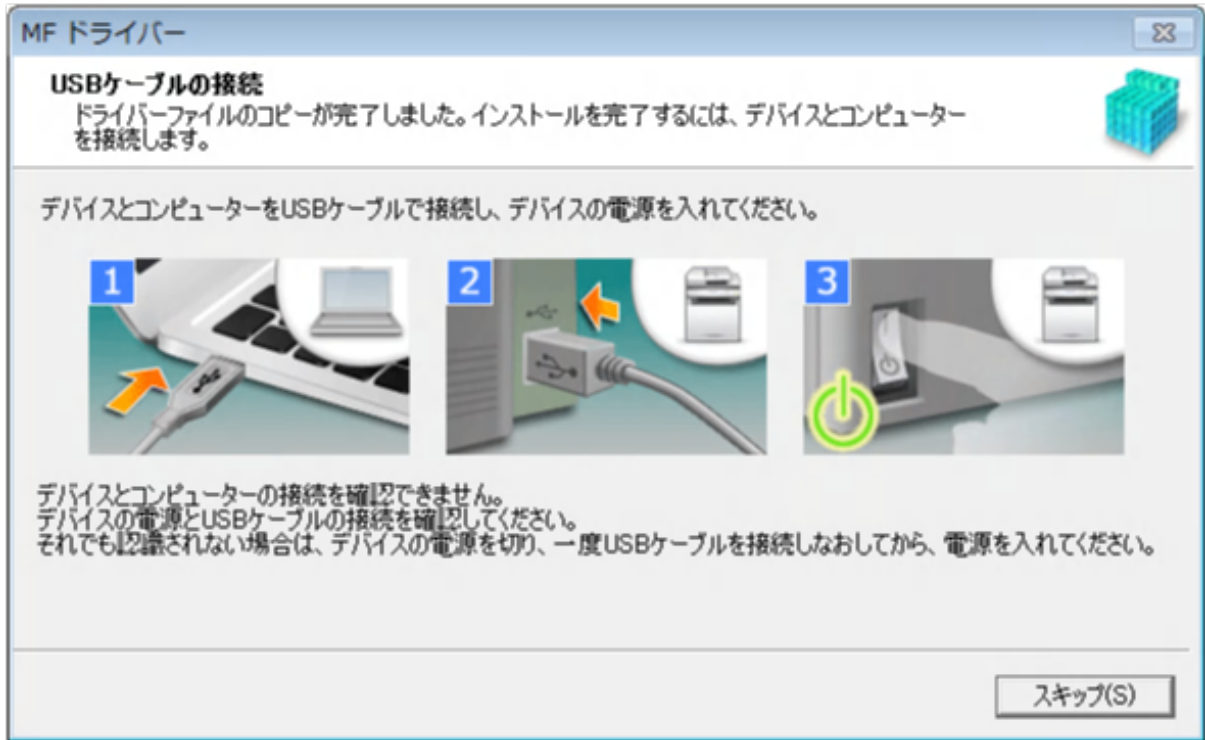 MF ドライバー
USBケーブルの接続
ドライバーファイルのコピーが完了しました。インストールを完了するには、デバイスとコンピューター
を接続します。
デバイスとコンピューターをUSBケーブルで接続し、デバイスの電源を入れてください。
1
2
3
デバイスとコンピューターの接続を確認できません。
デバイスの電源とUSBケーブルの接続を確認してください。
それでも認識されない場合は、デバイスの電源を切り、一度USBケーブルを接続しなおしてから、電源を入れてください。
スキップ(S)